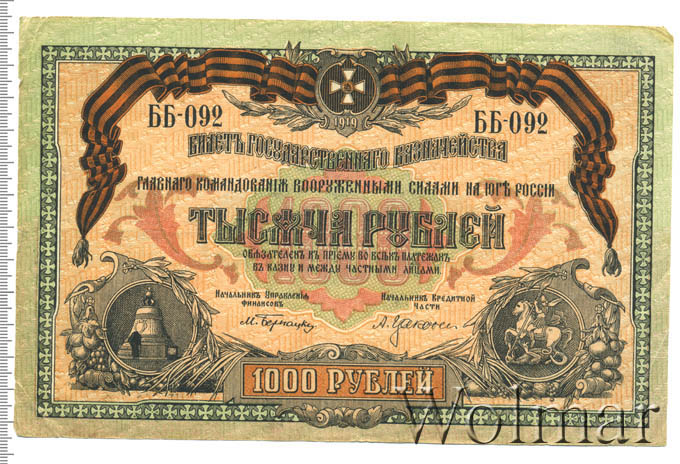 1919
ББ-092 ББ-092
БИЛЕТЪ ГОСУДАРСТВЕННАГО КАЗНАЧЕЙСТВА
ГЛАВНАГО КОМАНДОВАНІЯ ВООРУЖЕННЫМИ СИЛАМИ НА ЮГѢ РОССІИ
1000
ТЫСЯЧА РУБЛЕЙ
ОБЯЗАТЕЛЕНЪ КЪ ПРІЕМУ ВО ВСѢХЪ ПЛАТЕЖАХЪ
ВЪ КАЗНУ И МЕЖДУ ЧАСТНЫМИ ЛИЦАМИ.
Начальникъ Управленія Финансовъ
Начальникъ Кредитной Части
1000 РУБЛЕЙ
Wolmar